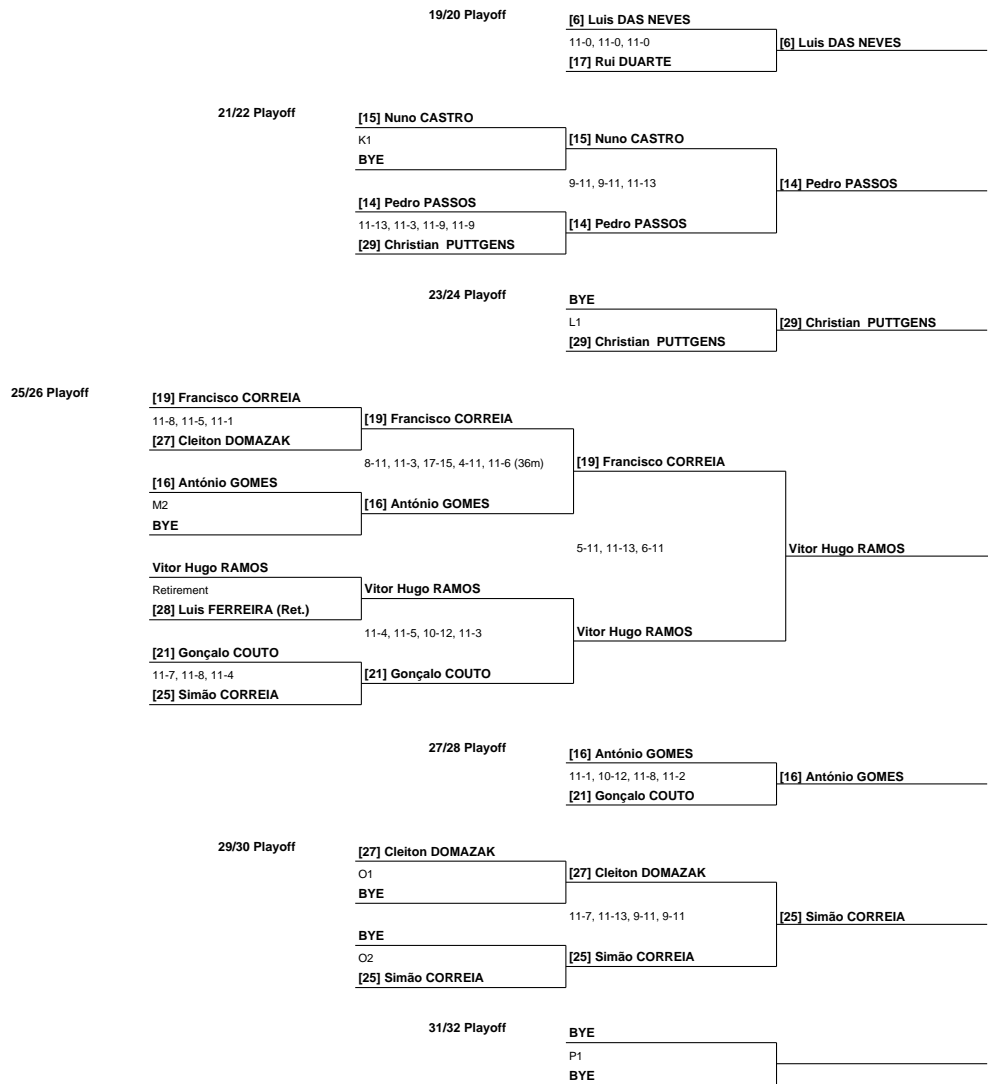 19/20 Playoff
[6] Luis DAS NEVES
11-0, 11-0, 11-0
[6] Luis DAS NEVES
[17] Rui DUARTE
21/22 Playoff
[15] Nuno CASTRO
K1
[15] Nuno CASTRO
BYE
9-11, 9-11, 11-13
[14] Pedro PASSOS
[14] Pedro PASSOS
11-13, 11-3, 11-9, 11-9
[14] Pedro PASSOS
[29] Christian PUTTGENS
23/24 Playoff
BYE
L1
[29] Christian PUTTGENS
[29] Christian PUTTGENS
25/26 Playoff
[19] Francisco CORREIA
11-8, 11-5, 11-1
[19] Francisco CORREIA
[27] Cleiton DOMAZAK
8-11, 11-3, 17-15, 4-11, 11-6 (36m)
[19] Francisco CORREIA
[16] António GOMES
M2
[16] António GOMES
BYE
5-11, 11-13, 6-11
Vitor Hugo RAMOS
Vitor Hugo RAMOS
Retirement
Vitor Hugo RAMOS
[28] Luis FERREIRA (Ret.)
11-4, 11-5, 10-12, 11-3
Vitor Hugo RAMOS
[21] Gonçalo COUTO
11-7, 11-8, 11-4
[21] Gonçalo COUTO
[25] Simão CORREIA
27/28 Playoff
[16] António GOMES
11-1, 10-12, 11-8, 11-2
[16] António GOMES
[21] Gonçalo COUTO
29/30 Playoff
[27] Cleiton DOMAZAK
O1
[27] Cleiton DOMAZAK
BYE
11-7, 11-13, 9-11, 9-11
[25] Simão CORREIA
BYE
O2
[25] Simão CORREIA
[25] Simão CORREIA
31/32 Playoff
BYE
P1
BYE